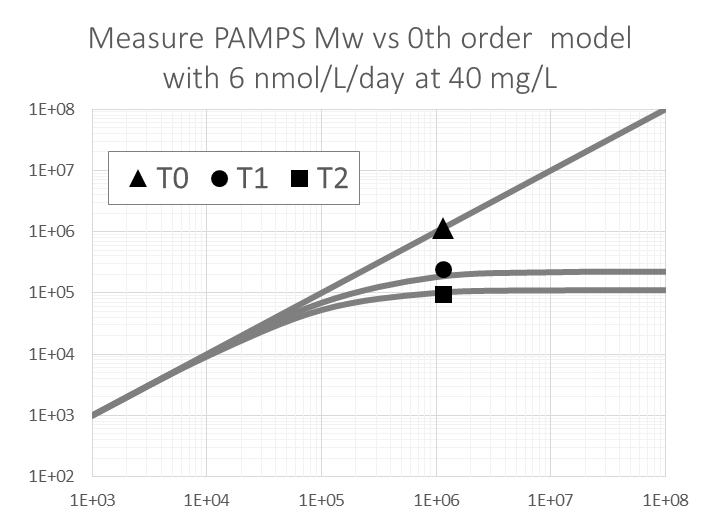 Measure PAMPS Mw vs 0th order  model
with 6 nmol/L/day at 40 mg/L
1E+08
T0 T1 T2
1E+07
1E+06
1E+05
1E+04
1E+03
1E+02
1E+03 1E+04 1E+05 1E+06 1E+07 1E+08